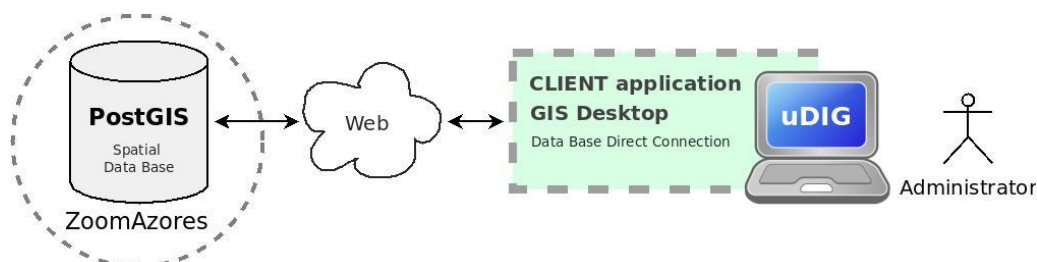 PostGIS
Spatial
Data Base
ZoomAzores
Web
CLIENT application
GIS Desktop
Data Base Direct Connection
uDIG
Administrator